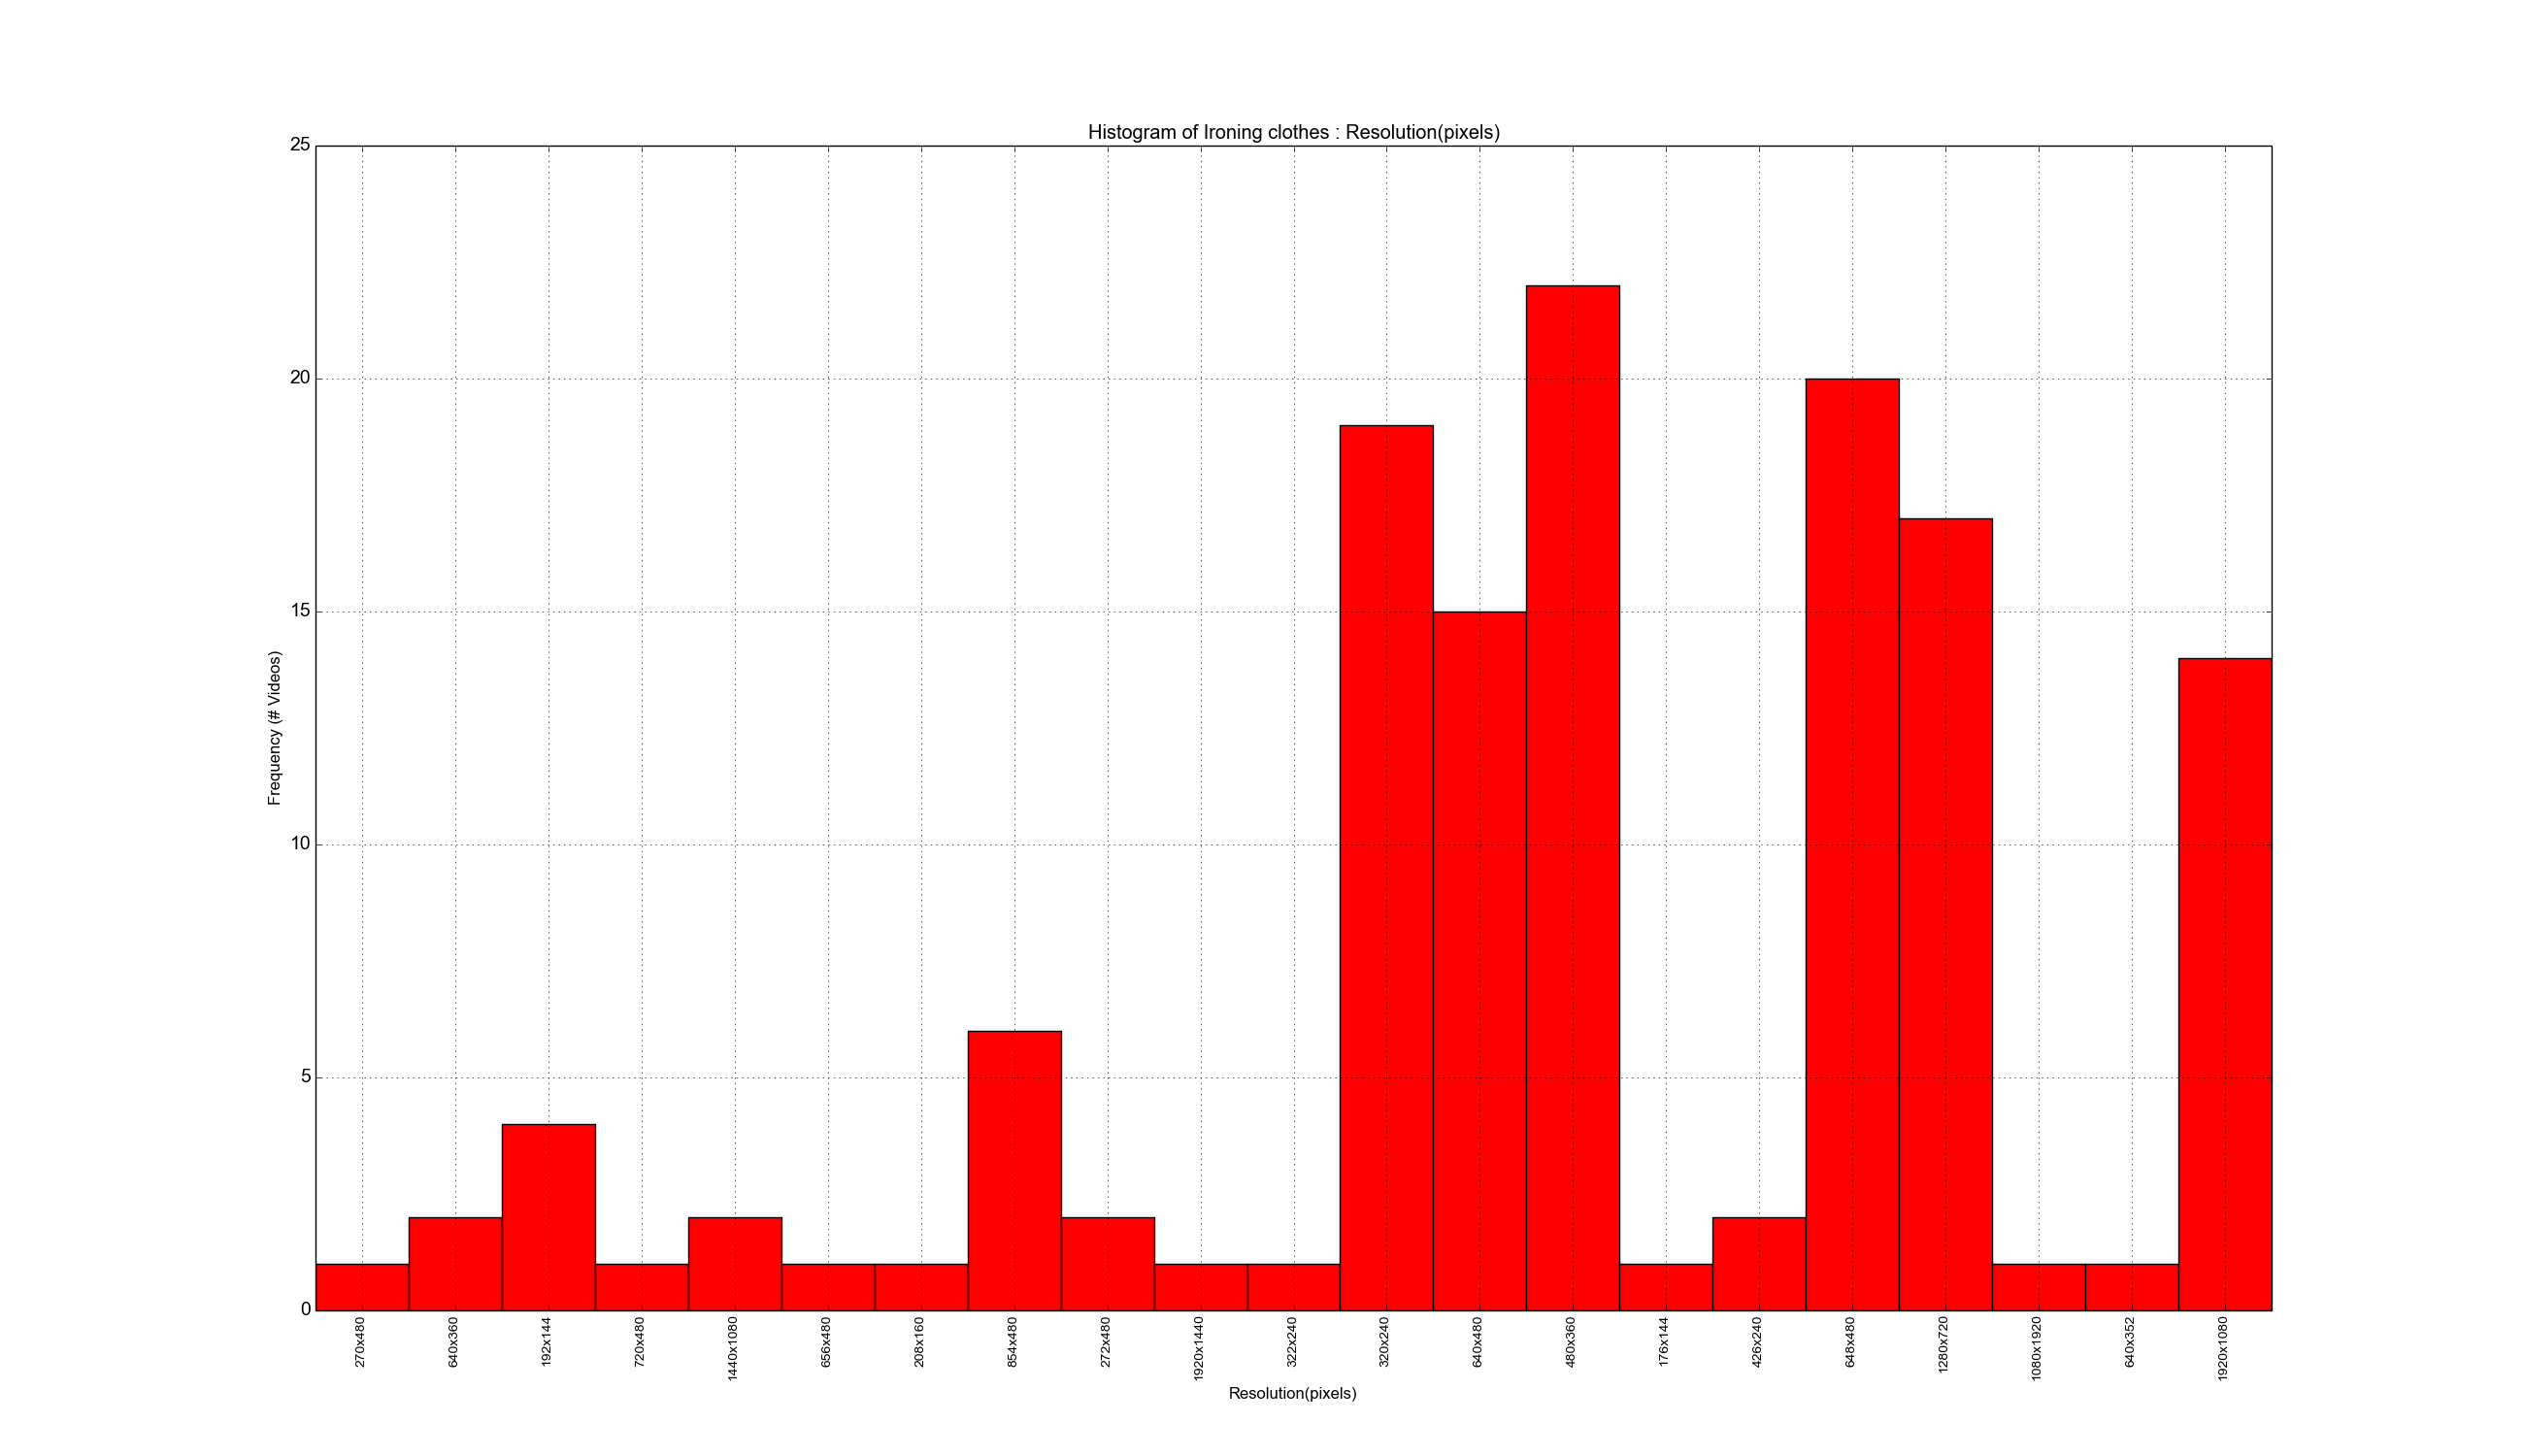 Histogram of Ironing clothes : Resolution(pixels)
25
20
15
10
5
0
Frequency (# Videos)
270x480
640x360
192x144
720x480
1440x1080
656x480
208x160
854x480
272x480
1920x1440
322x240
320x240
640x480
480x360
176x144
426x240
648x480
1280x720
1080x1920
640x352
1920x1080
Resolution(pixels)